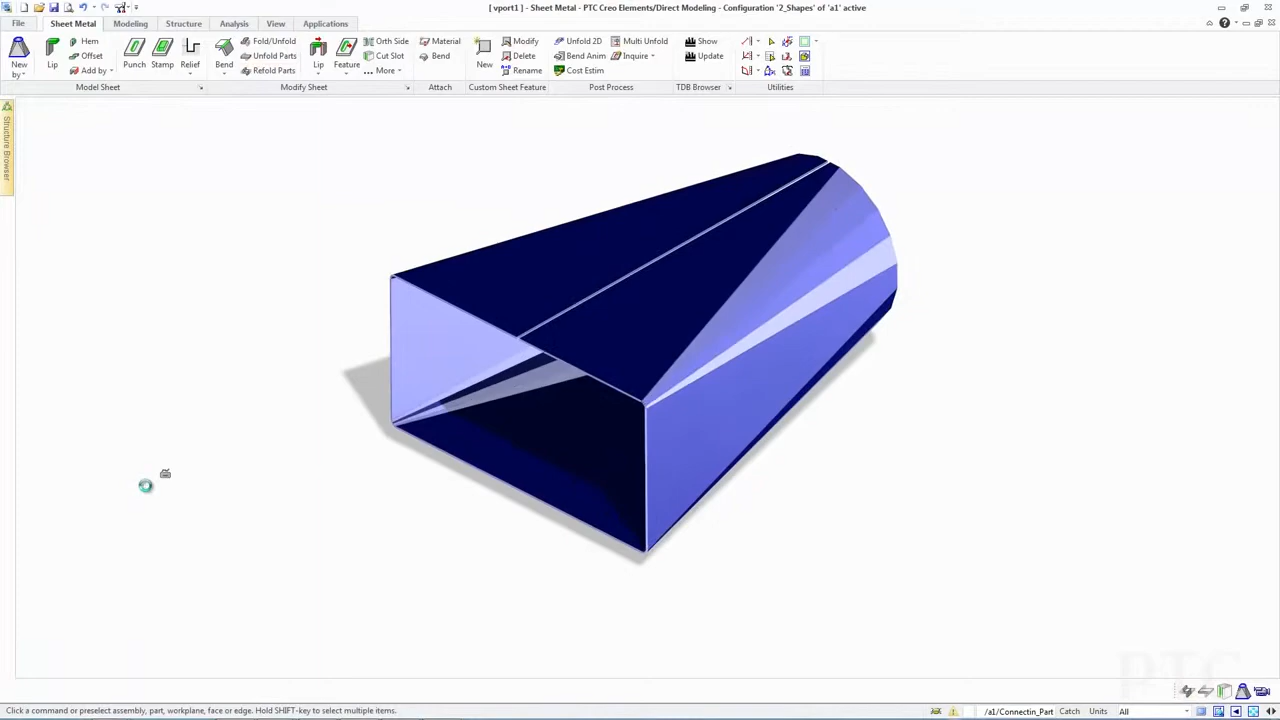 [ vport1 ] - Sheet Metal - PTC Creo Elements/Direct Modeling - Configuration '2_Shapes' of 'a1' active
File Sheet Metal Modeling Structure Analysis View Applications
New by Lip Hem Offset Add by Punch Stamp Relief Bend Fold/Unfold Unfold Parts Refold Parts Lip Feature Orth Side Cut Slot More Material Bend New Modify Delete Rename Unfold 2D Bend Anim Cost Estim Multi Unfold Inquire Show Update
Model Sheet Modify Sheet Attach Custom Sheet Feature Post Process TDB Browser Utilities
Structure Browser
PTC
Click a command or preselect assembly, part, workplane, face or edge. Hold SHIFT-key to select multiple items. /a1/Connectin_Part Catch Units All